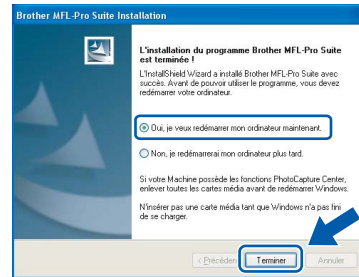 Brother MFL-Pro Suite Installation
L'installation du programme Brother MFL-Pro Suite
est terminée !
L'InstallShield Wizard a installé Brother MFL-Pro Suite avec
succès. Avant de pouvoir utiliser le programme, vous devez
redémarrer votre ordinateur.
Oui, je veux redémarrer mon ordinateur maintenant.
Non, je redémarrerai mon ordinateur plus tard.
Si votre Machine possède les fonctions PhotoCapture Center,
enlever toutes les cartes média avant de redémarrer Windows.
N'insérer pas une carte média tant que Windows n'a pas fini
de se charger.
< Précéden
Terminer
Annuler